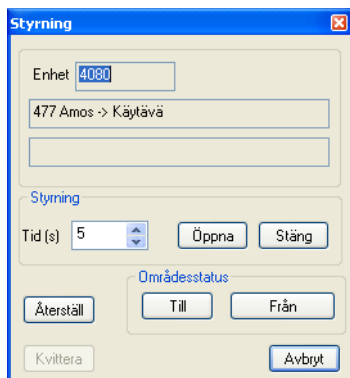 Styrning
Enhet 4080
477 Amos -> Käytävä
Styrning
Tid (s) 5 Öppna Stäng
Områdesstatus
Återställ Till Från
Kvittera Avbryt